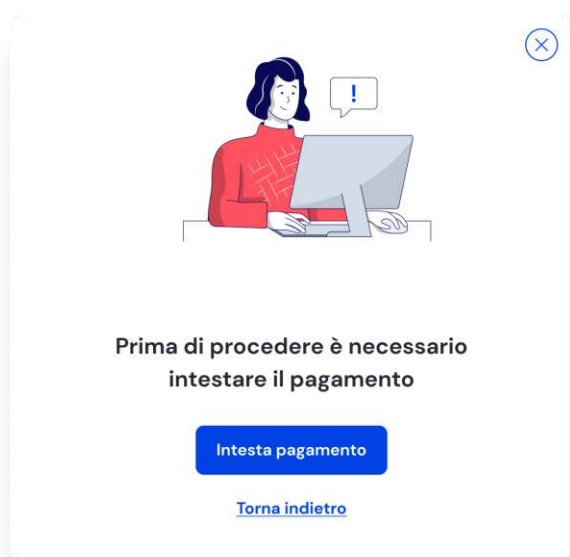 !
Prima di procedere è necessario
intestare il pagamento
Intesta pagamento
Torna indietro